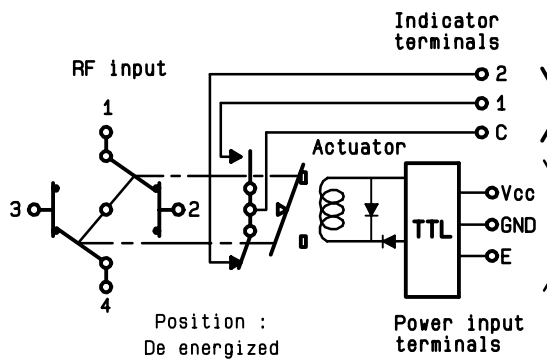 Indicator
terminals
RF input
2
1
1
C
Actuator
3
2
Vcc
TTL
GND
E
4
Position :
De energized
Power input
terminals